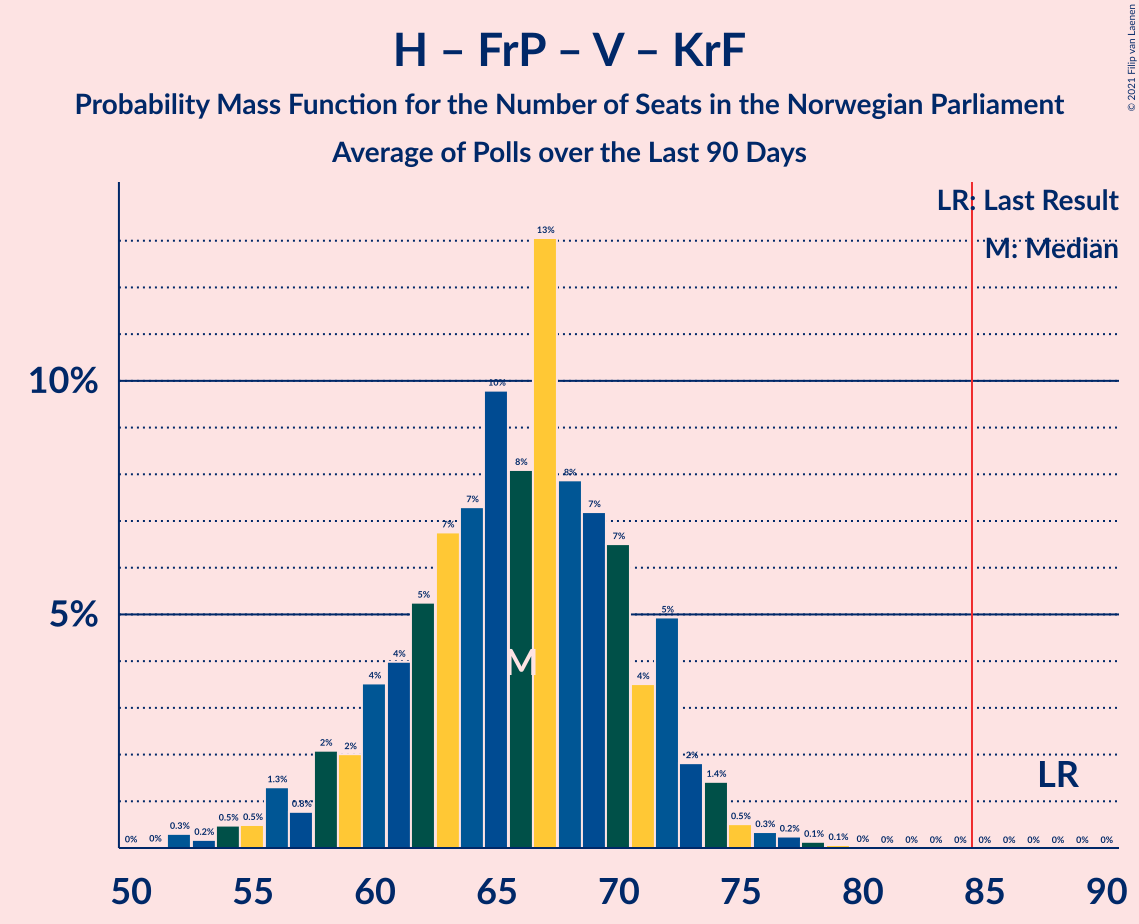 © 2021 Filip van Laenen
H – FrP – V – KrF
Probability Mass Function for the Number of Seats in the Norwegian Parliament
Average of Polls over the Last 90 Days
LR: Last Result
M: Median
13%
10%
10%
8%
8%
7%
7%
7%
7%
5%
5%
5%
4%
4%
M
4%
2%
2%
2%
1.4%
LR
1.3%
0.8%
0% 0% 0.3% 0.2% 0.5% 0.5% 0.5% 0.3% 0.2% 0.1% 0.1% 0% 0% 0% 0% 0% 0% 0% 0% 0% 0% 0%
50 55 60 65 70 75 80 85 90